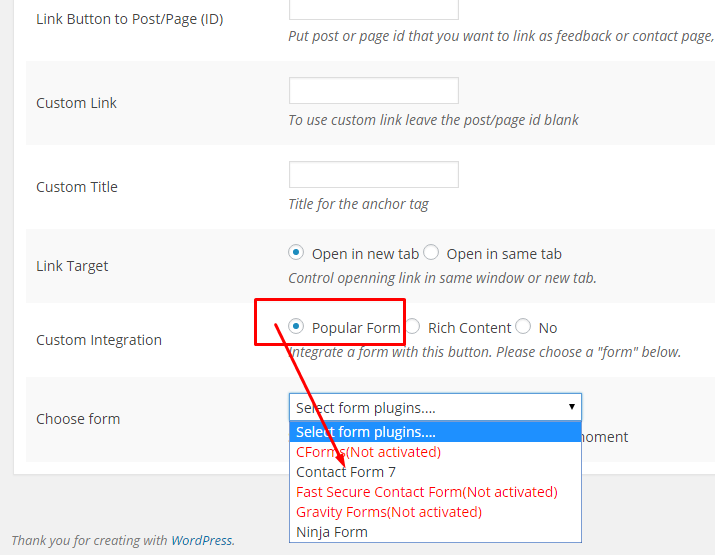 Link Button to Post/Page (ID)
Put post or page id that you want to link as feedback or contact page,
Custom Link
To use custom link leave the post/page id blank
Custom Title
Title for the anchor tag
Link Target
Open in new tab Open in same tab
Control openning link in same window or new tab.
Custom Integration
Popular Form Rich Content No
Integrate a form with this button. Please choose a "form" below.
Choose form
Select form plugins....
Select form plugins....
moment
CForms(Not activated)
Contact Form 7
Fast Secure Contact Form(Not activated)
Gravity Forms(Not activated)
Ninja Form
Thank you for creating with WordPress.